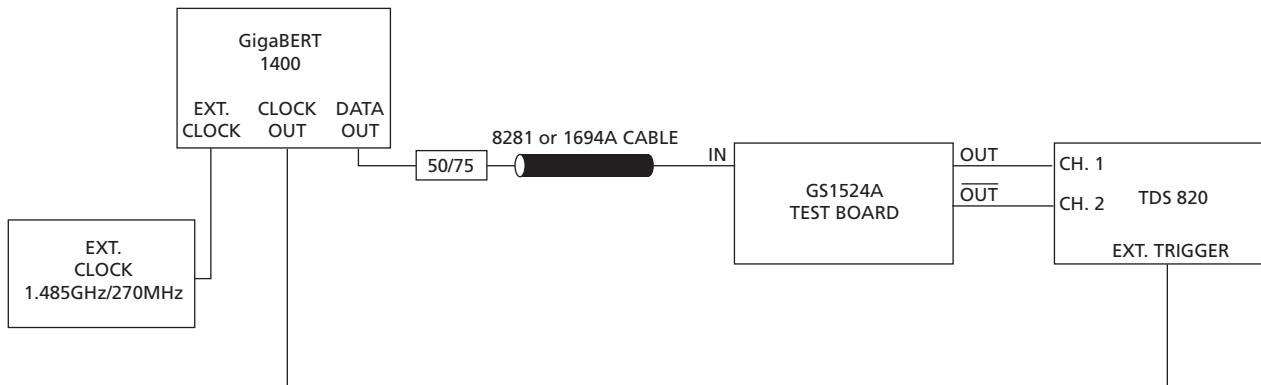 GigaBERT
1400
EXT.
CLOCK
CLOCK
OUT
DATA
OUT
50/75
8281 or 1694A CABLE
IN
GS1524A
TEST BOARD
OUT
OUT
CH. 1
CH. 2
TDS 820
EXT. TRIGGER
EXT.
CLOCK
1.485GHz/270MHz